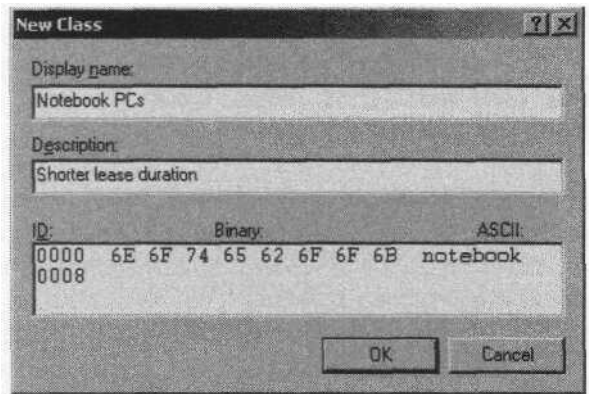 New Class
Display name:
Notebook PCs
Description:
Shorter lease duration
ID: Binary: ASCII:
0000 6E 6F 74 65 62 6F 6F 6B notebook
0008
OK Cancel